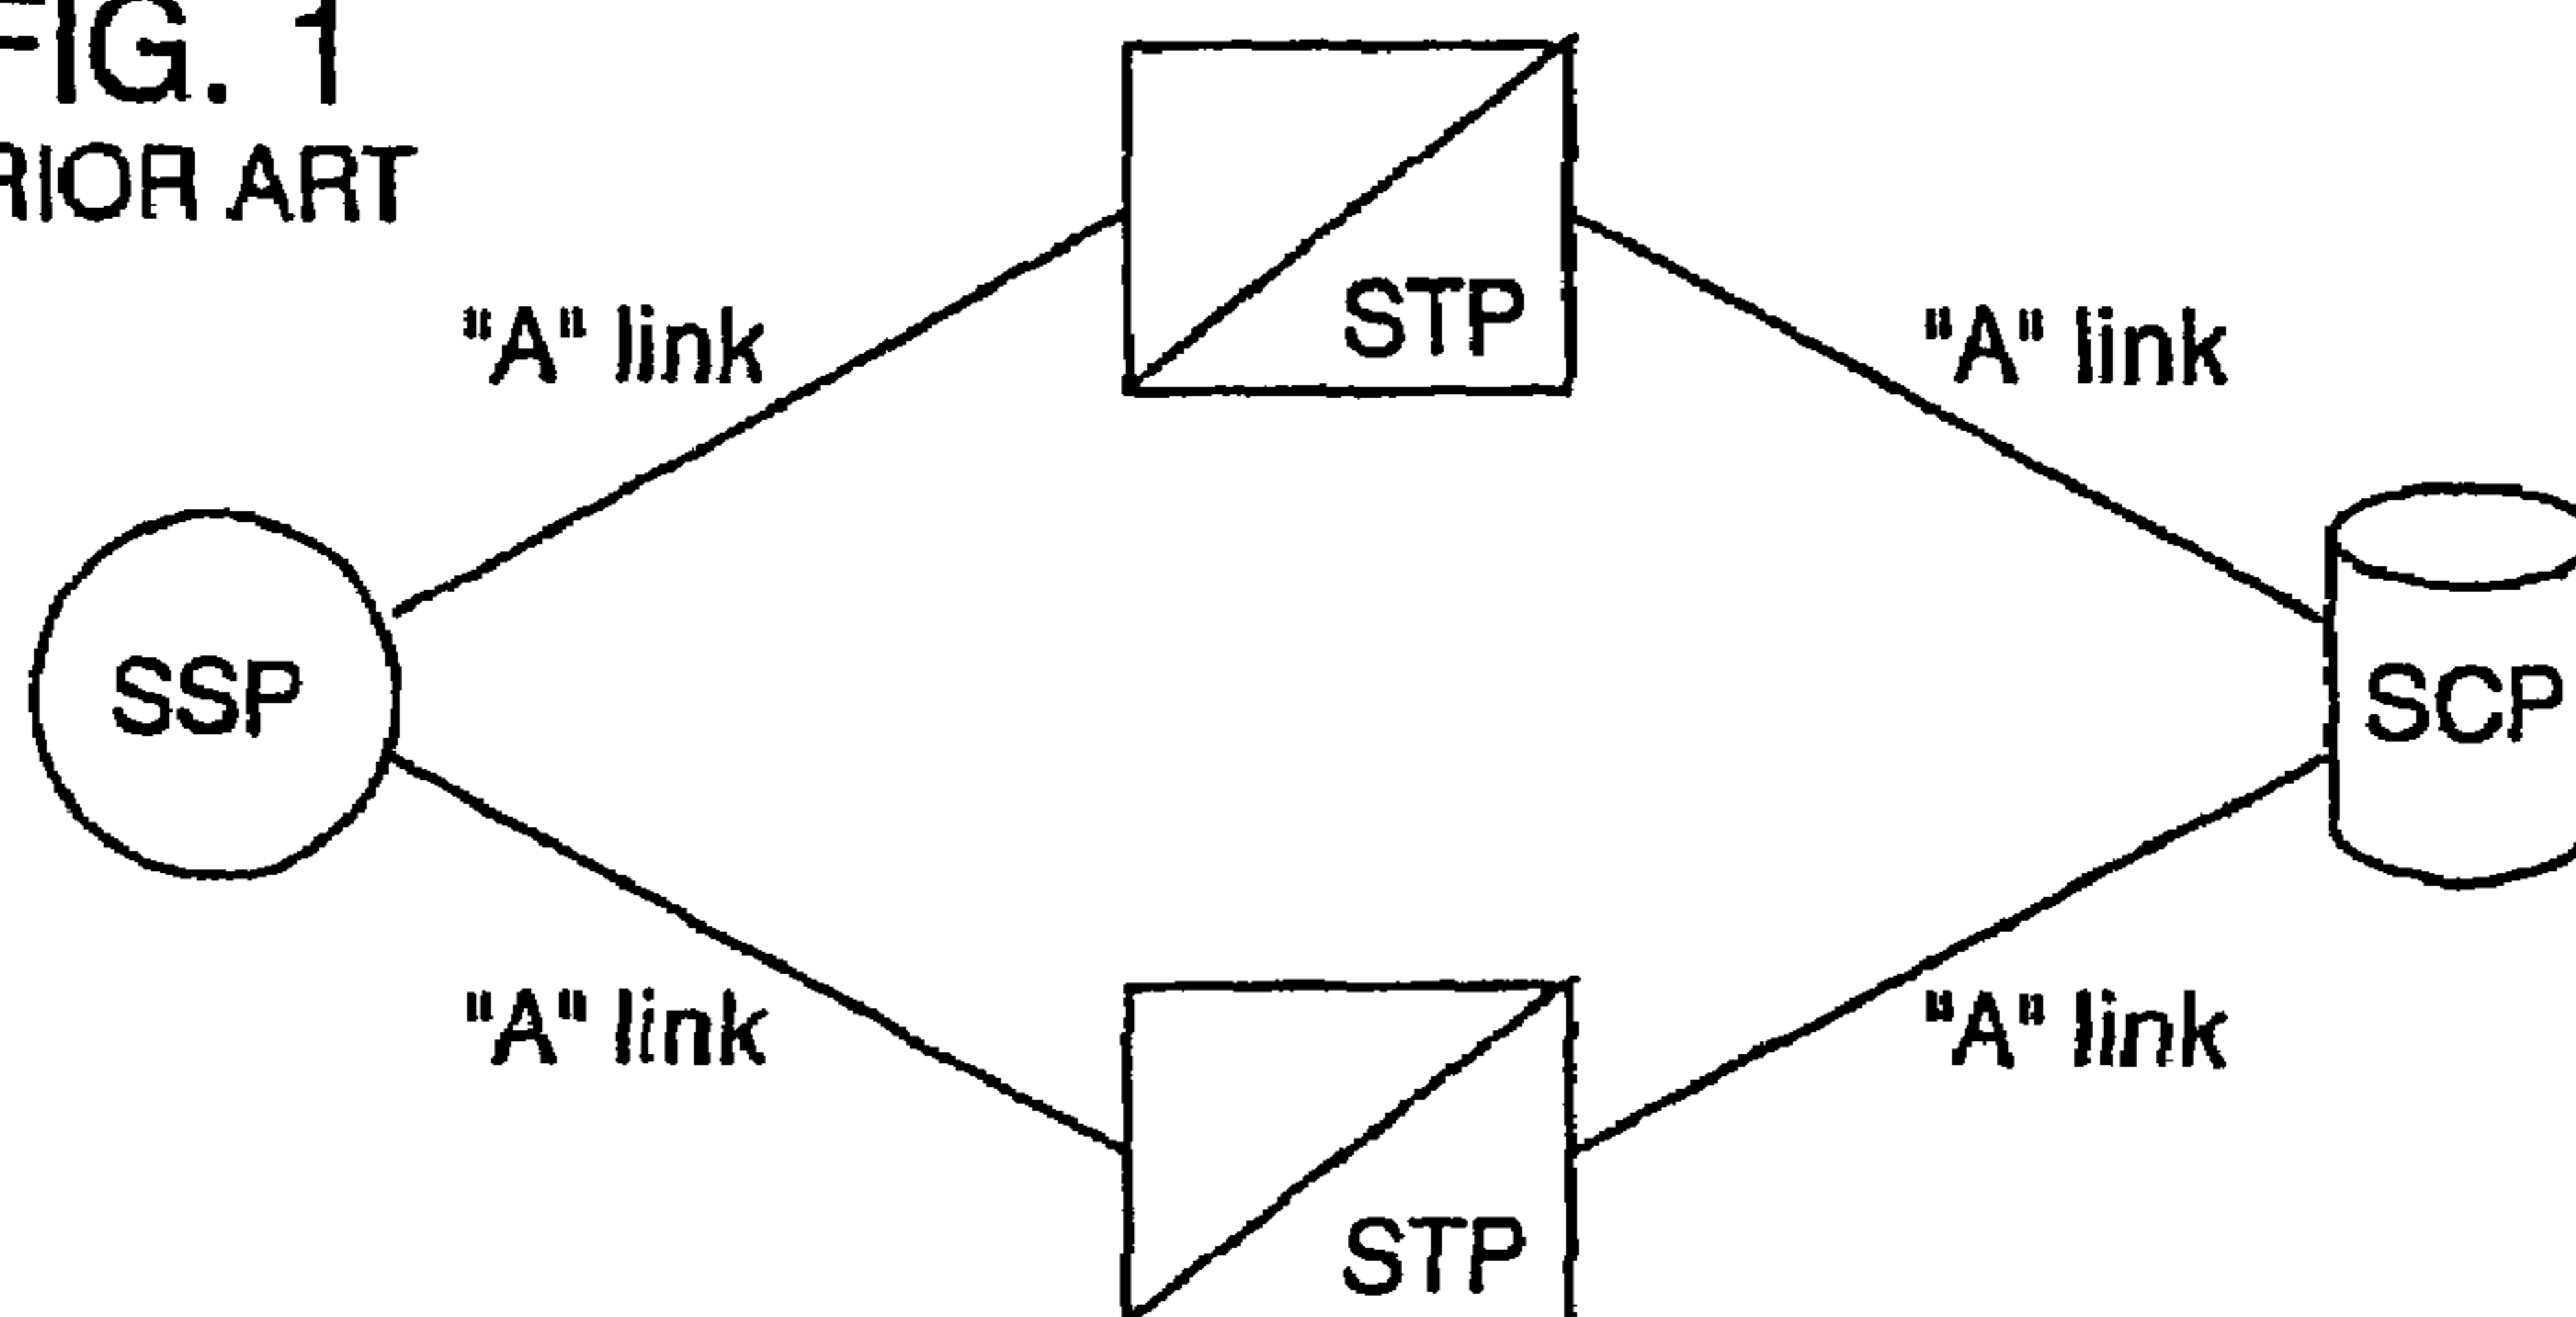 FIG. 1
RIOR ART
"A" link
STP
"A" link
SSP
SCP
"A" link
"A" link
STP